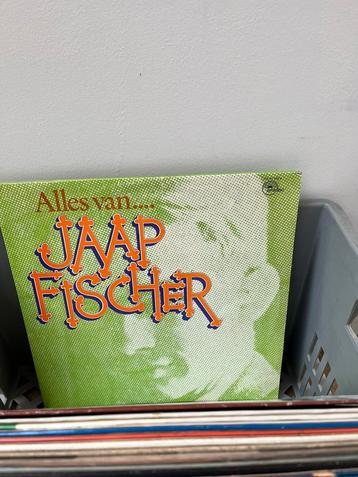 Alles van....
JAAP
FISCHER